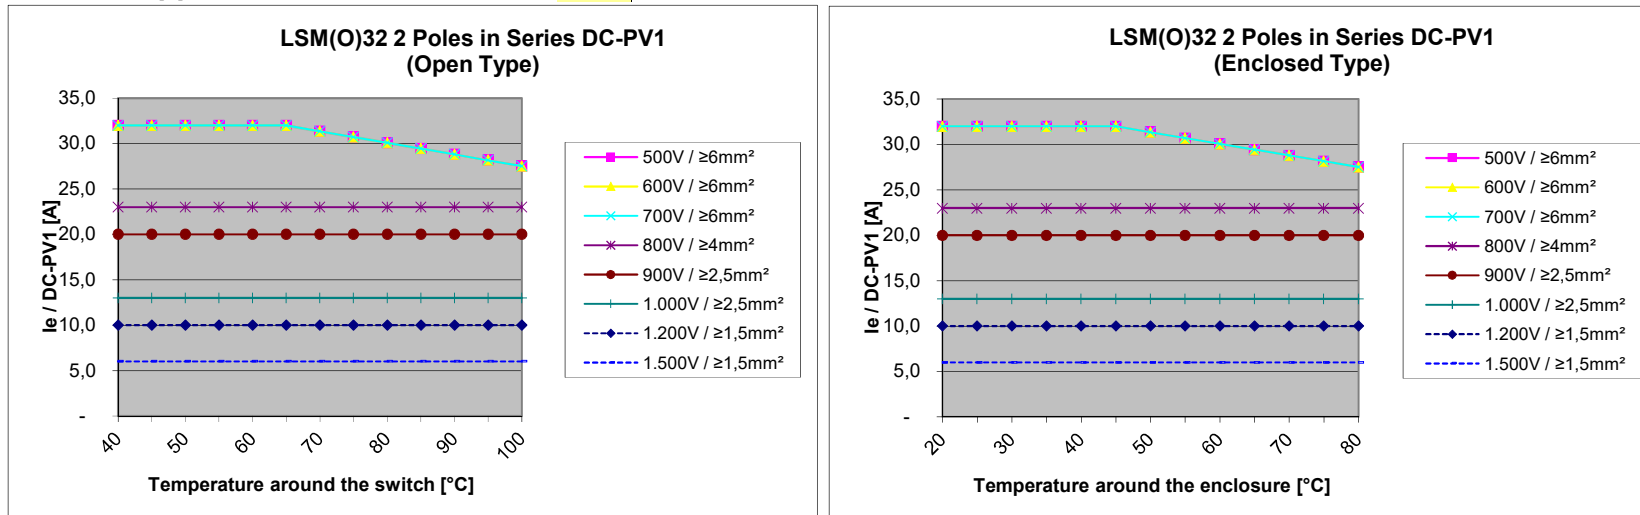 LSM(O)32 2 Poles in Series DC-PV1
(Open Type)
Ie / DC-PV1 [A]
35,0
30,0
25,0
20,0
15,0
10,0
5,0
-
40
50
60
70
80
90
100
Temperature around the switch [°C]
500V / ≥6mm²
600V / ≥6mm²
700V / ≥6mm²
800V / ≥4mm²
900V / ≥2,5mm²
1.000V / ≥2,5mm²
1.200V / ≥1,5mm²
1.500V / ≥1,5mm²
LSM(O)32 2 Poles in Series DC-PV1
(Enclosed Type)
Ie / DC-PV1 [A]
35,0
30,0
25,0
20,0
15,0
10,0
5,0
-
20
30
40
50
60
70
80
Temperature around the enclosure [°C]
500V / ≥6mm²
600V / ≥6mm²
700V / ≥6mm²
800V / ≥4mm²
900V / ≥2,5mm²
1.000V / ≥2,5mm²
1.200V / ≥1,5mm²
1.500V / ≥1,5mm²